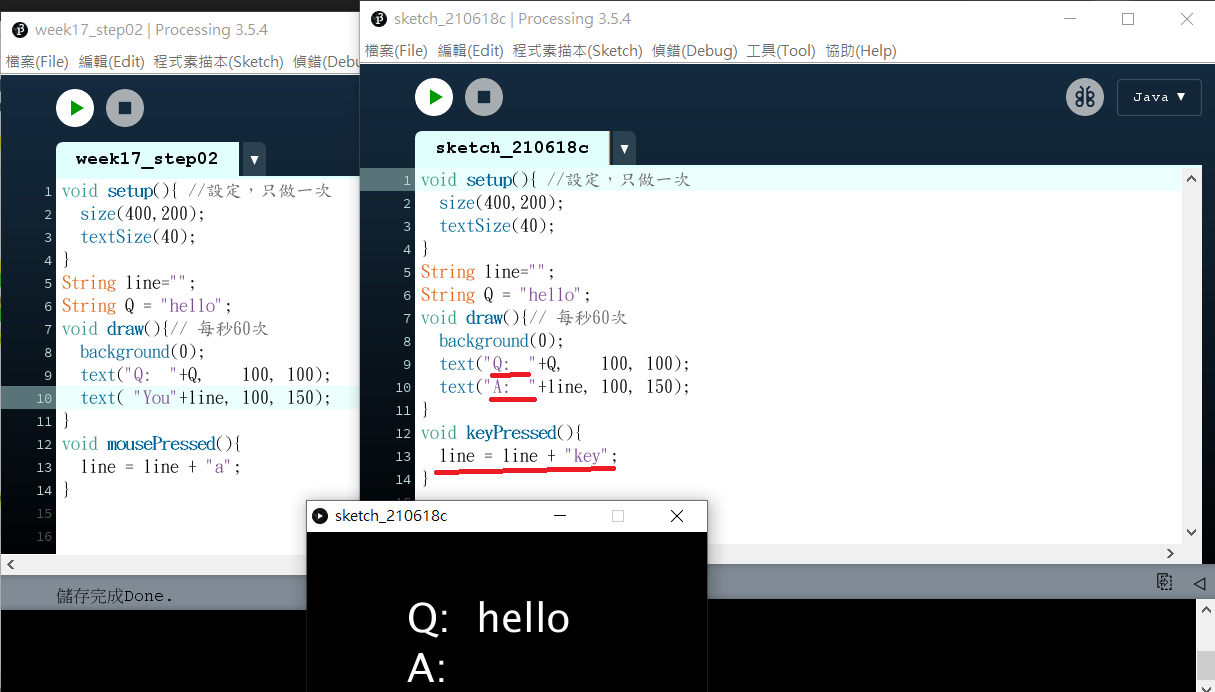 week17_step02 | Processing 3.5.4
檔案(File) 編輯(Edit) 程式素描本(Sketch) 偵錯(Debu
week17_step02 ▼
1 void setup(){ //設定，只做一次
2 size(400,200);
3 textSize(40);
4 }
5 String line="";
6 String Q = "hello";
7 void draw(){// 每秒60次
8 background(0);
9 text("Q:  "+Q,    100, 100);
10 text( "You"+line, 100, 150);
11 }
12 void mousePressed(){
13 line = line + "a";
14 }
15
16
儲存完成Done.
sketch_210618c | Processing 3.5.4
檔案(File) 編輯(Edit) 程式素描本(Sketch) 偵錯(Debug) 工具(Tool) 協助(Help)
Java ▼
sketch_210618c ▼
1 void setup(){ //設定，只做一次
2 size(400,200);
3 textSize(40);
4 }
5 String line="";
6 String Q = "hello";
7 void draw(){// 每秒60次
8 background(0);
9 text("Q:  "+Q,    100, 100);
10 text("A:  "+line, 100, 150);
11 }
12 void keyPressed(){
13 line = line + "key";
14 }
sketch_210618c
Q: hello
A: